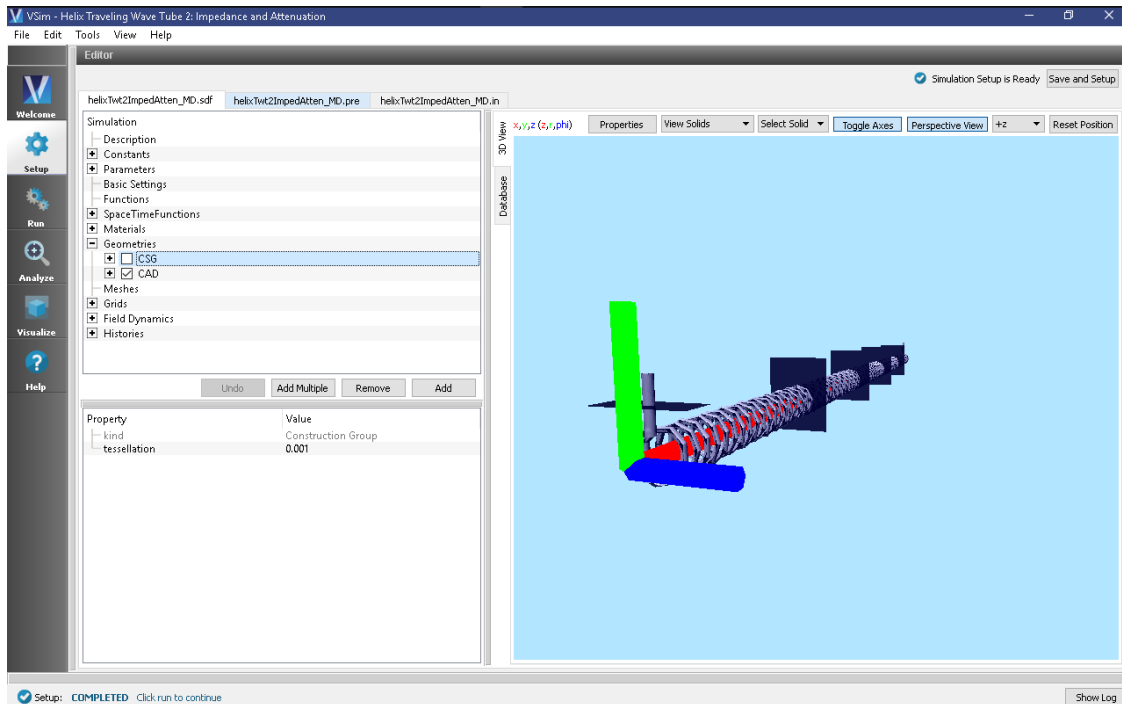 VSim - Helix Traveling Wave Tube 2: Impedance and Attenuation
File Edit Tools View Help
Editor
Simulation Setup is Ready Save and Setup
helixTwt2ImpedAtten_MD.sdf helixTwt2ImpedAtten_MD.pre helixTwt2ImpedAtten_MD.in
Welcome
Setup
Run
Analyze
Visualize
Help
Simulation
Description
Constants
Parameters
Basic Settings
Functions
SpaceTimeFunctions
Materials
Geometries
CSG
CAD
Meshes
Grids
Field Dynamics
Histories
Undo Add Multiple Remove Add
Property Value
kind Construction Group
tessellation 0.001
3D View
Database
x,y,z (z,r,phi) Properties View Solids Select Solid Toggle Axes Perspective View +z Reset Position
Setup: COMPLETED Click run to continue
Show Log